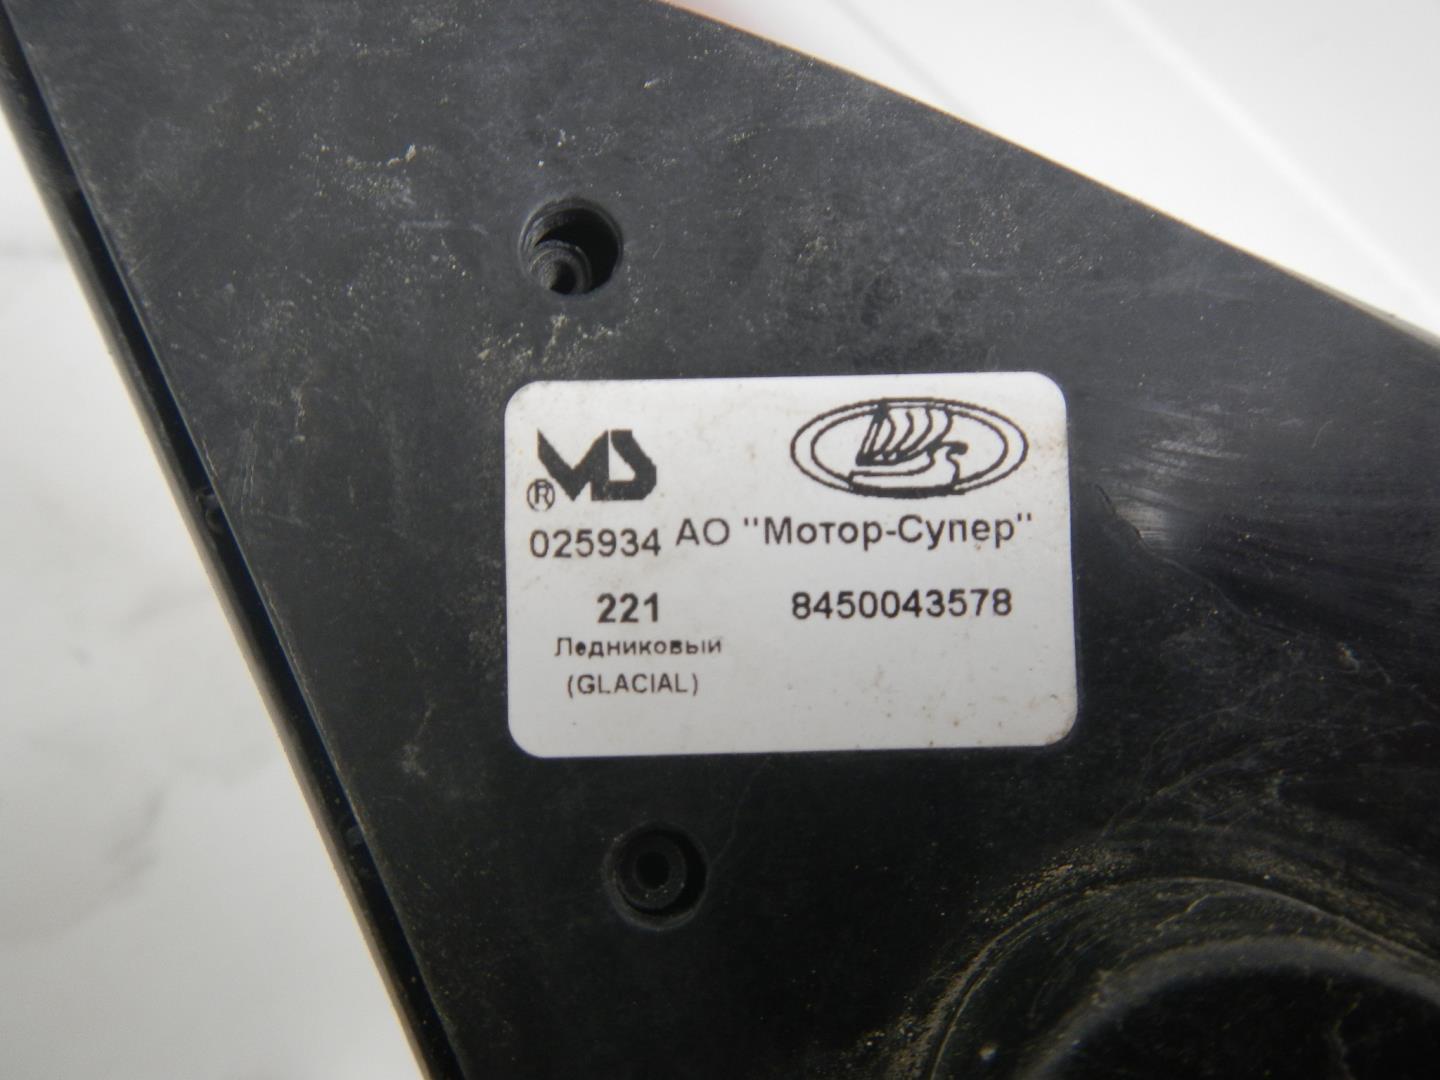 MS
®
025934 АО "Мотор-Супер"
221 8450043578
Ледниковый
(GLACIAL)